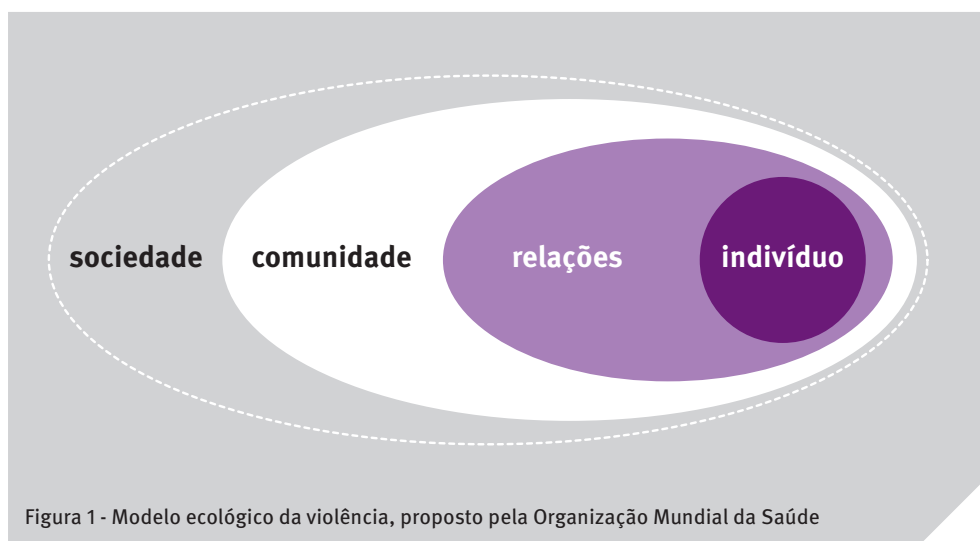 sociedade
comunidade
relações
indivíduo
Figura 1 - Modelo ecológico da violência, proposto pela Organização Mundial da Saúde